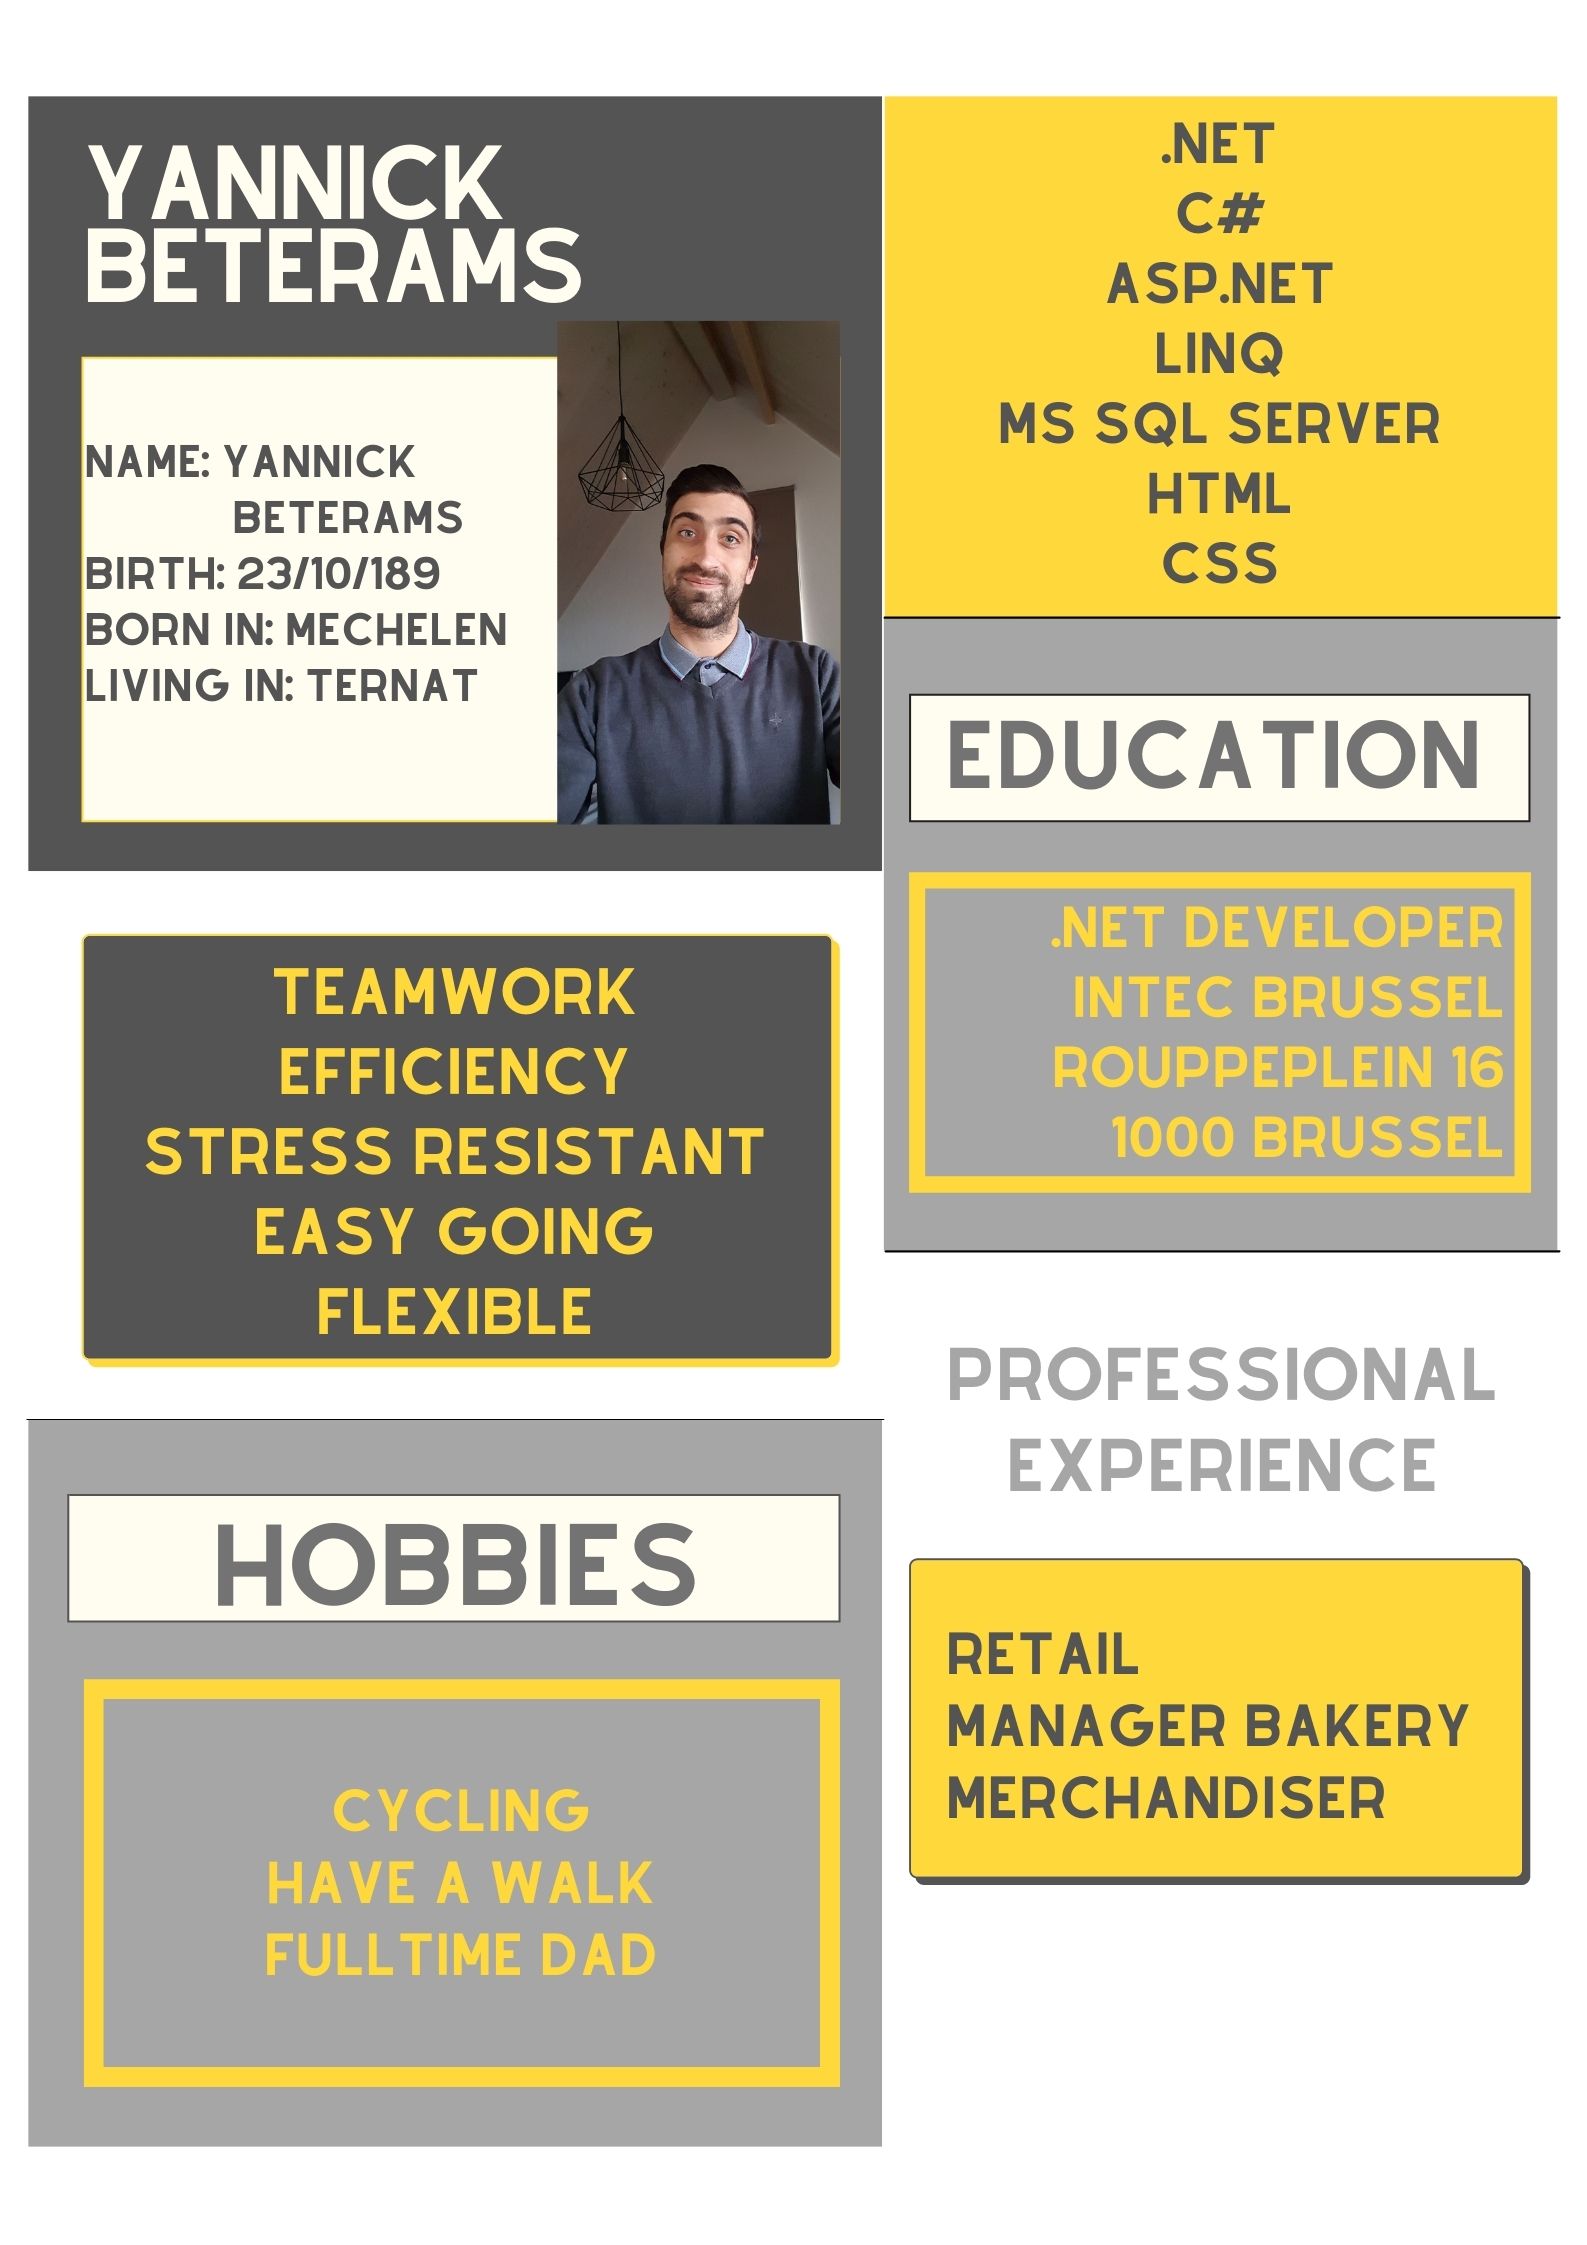 YANNICK
BETERAMS
NAME: YANNICK
BETERAMS
BIRTH: 23/10/189
BORN IN: MECHELEN
LIVING IN: TERNAT
TEAMWORK
EFFICIENCY
STRESS RESISTANT
EASY GOING
FLEXIBLE
HOBBIES
CYCLING
HAVE A WALK
FULLTIME DAD
.NET
C#
ASP.NET
LINQ
MS SQL SERVER
HTML
CSS
EDUCATION
.NET DEVELOPER
INTEC BRUSSEL
ROUPPEPLEIN 16
1000 BRUSSEL
PROFESSIONAL
EXPERIENCE
RETAIL
MANAGER BAKERY
MERCHANDISER